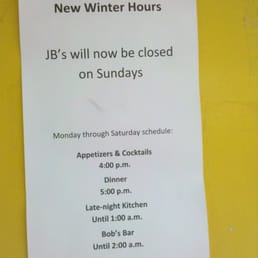 New Winter Hours
JB's will now be closed
on Sundays
Monday through Saturday schedule:
Appetizers & Cocktails
4:00 p.m.
Dinner
5:00 p.m.
Late-night Kitchen
Until 1:00 a.m.
Bob's Bar
Until 2:00 a.m.